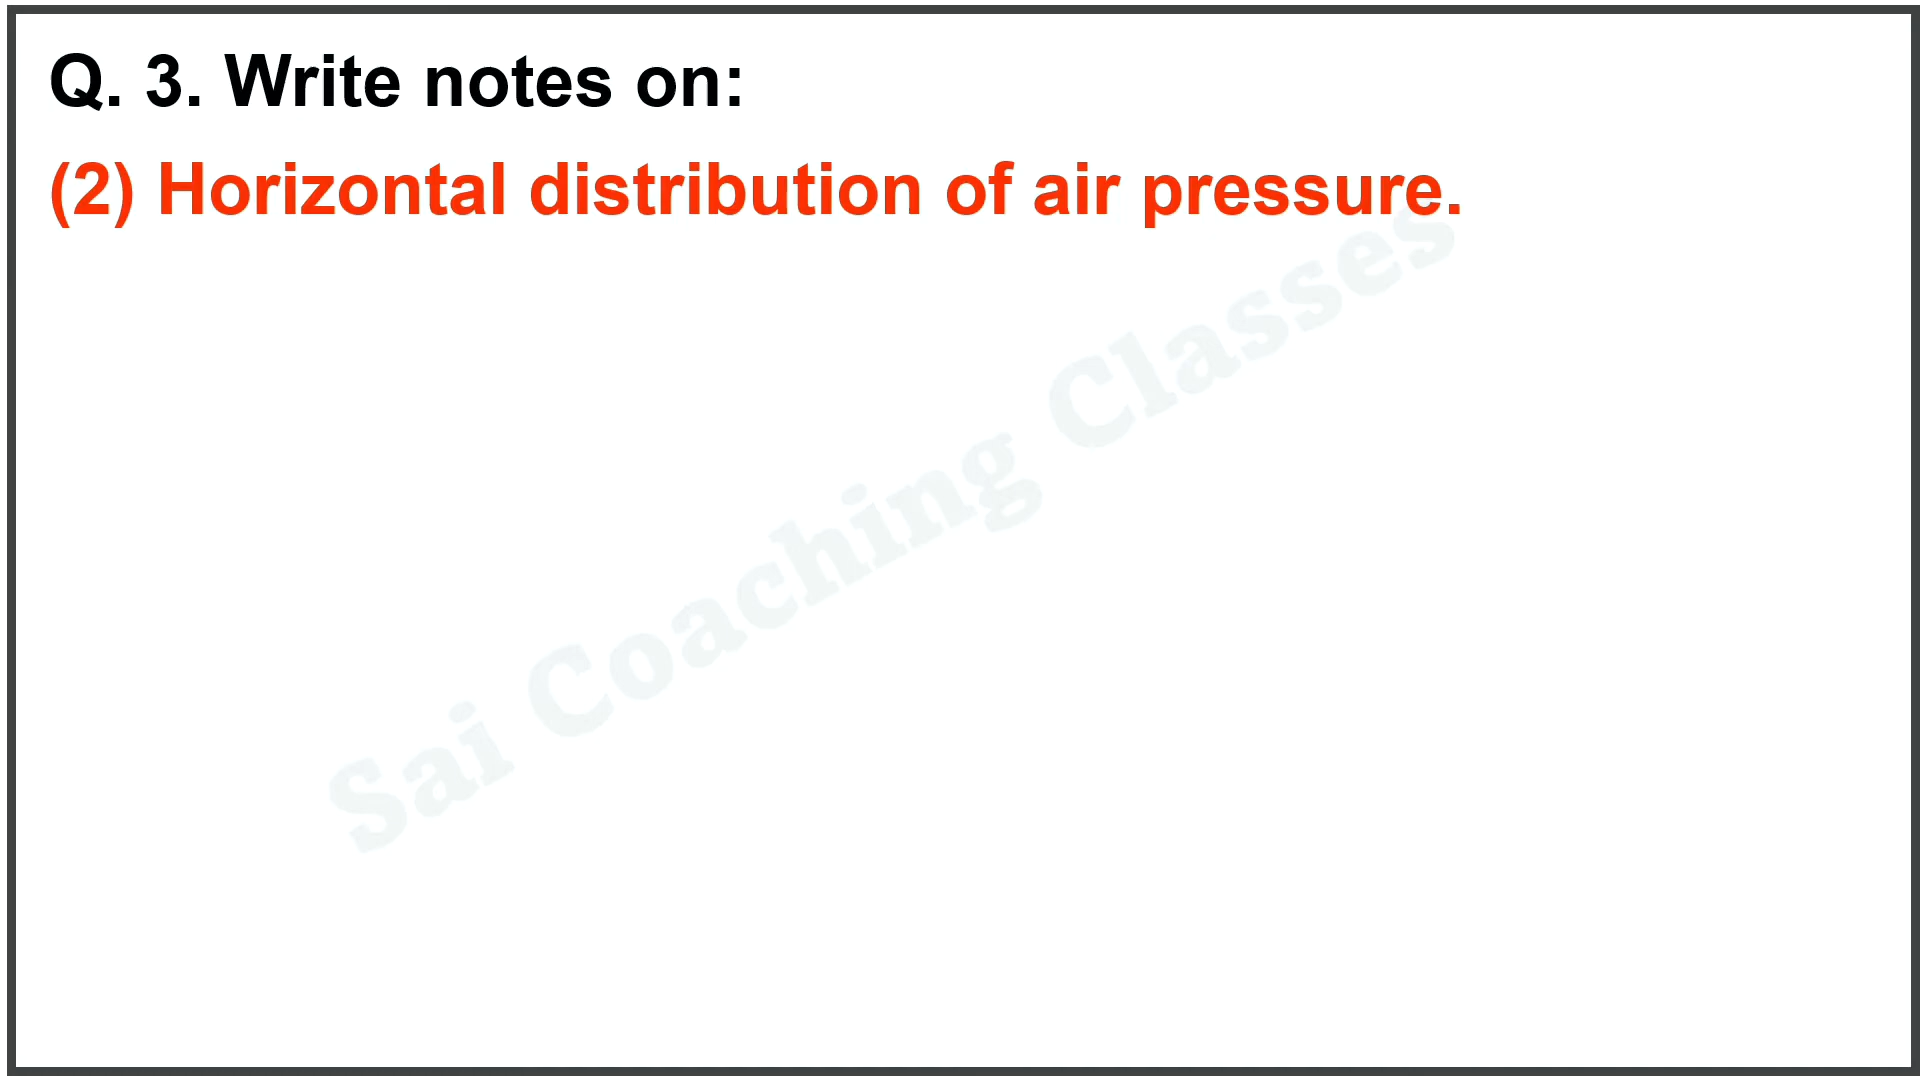 Q. 3. Write notes on:
(2) Horizontal distribution of air pressure.
Sai Coaching Classes